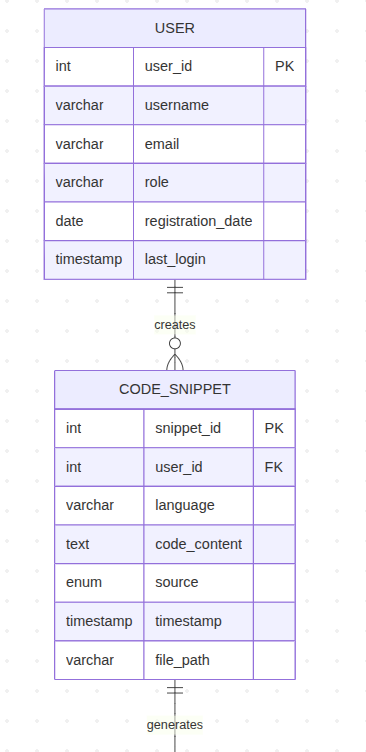 USER
int user_id PK
varchar username
varchar email
varchar role
date registration_date
timestamp last_login
creates
CODE_SNIPPET
int snippet_id PK
int user_id FK
varchar language
text code_content
enum source
timestamp timestamp
varchar file_path
generates